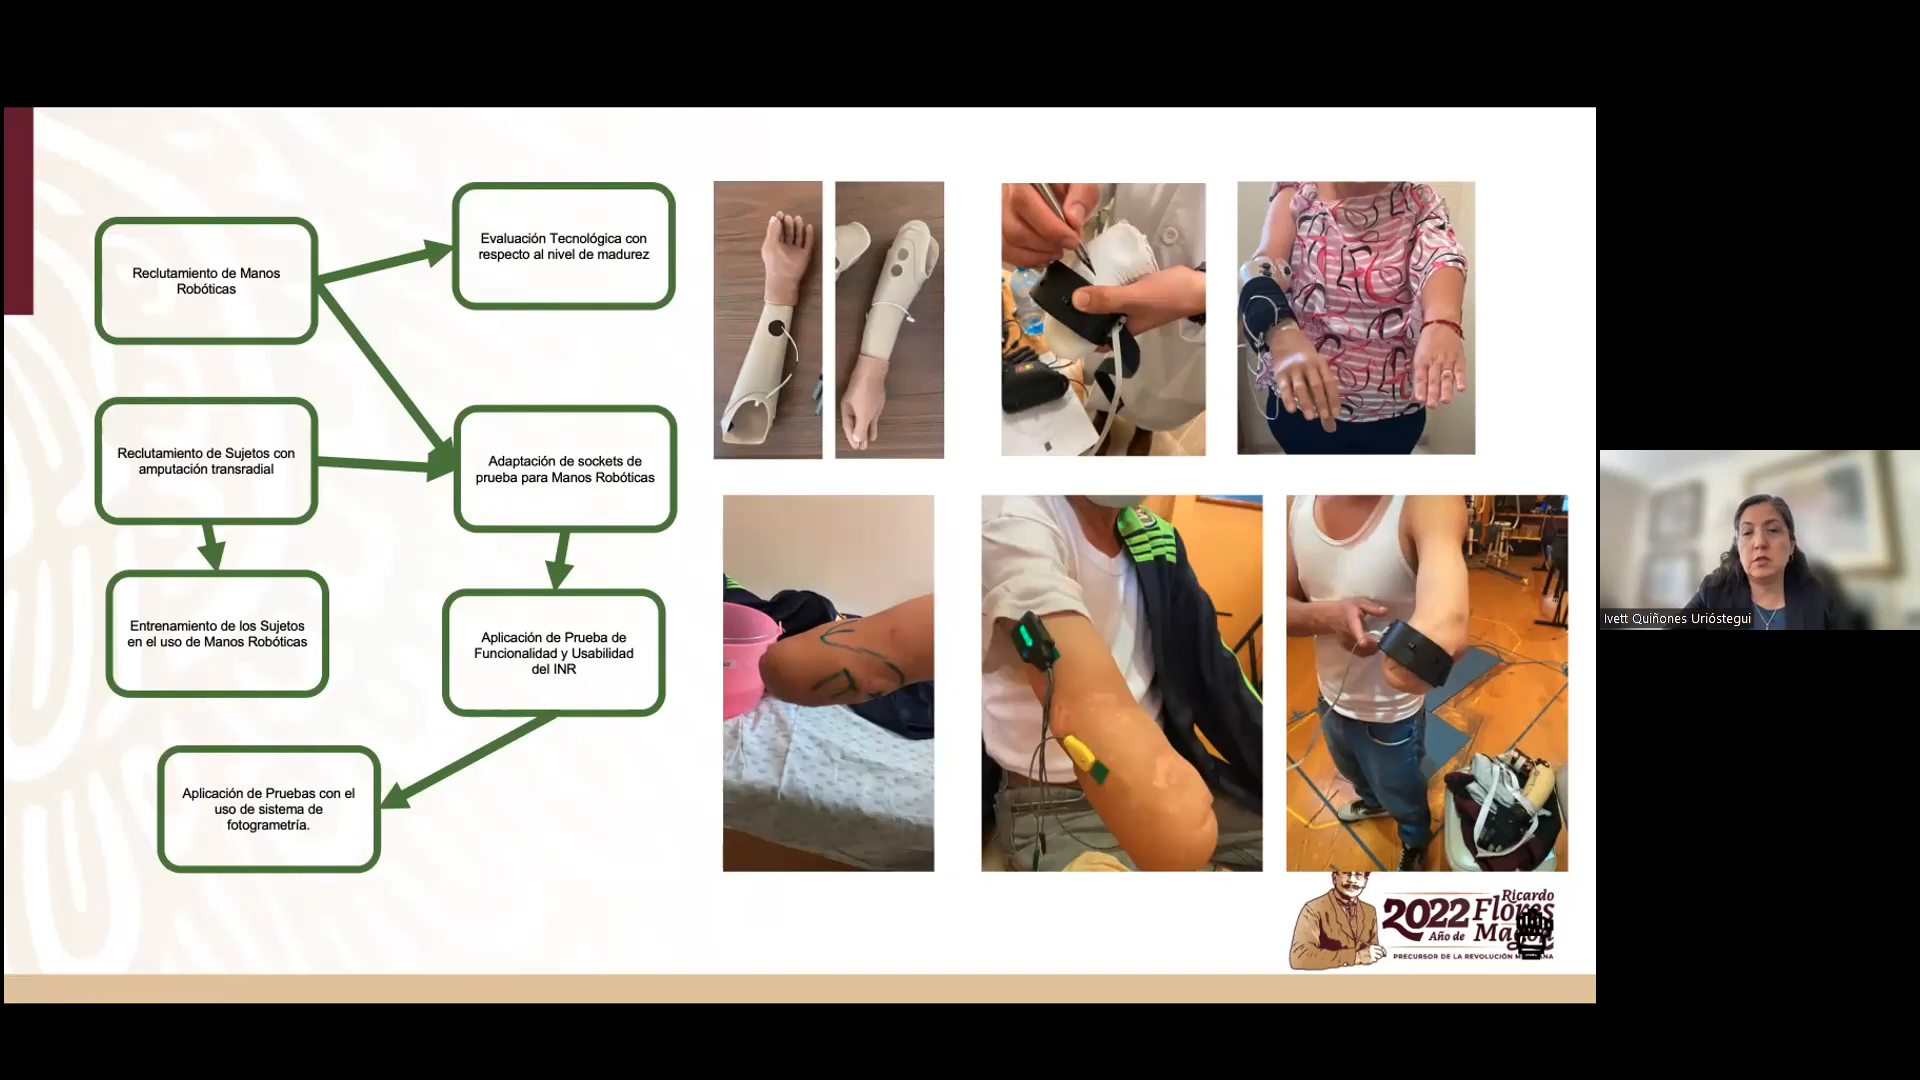 Reclutamiento de Manos
Robóticas
Evaluación Tecnológica con
respecto al nivel de madurez
Reclutamiento de Sujetos con
amputación transradial
Adaptación de sockets de
prueba para Manos Robóticas
Entrenamiento de los Sujetos
en el uso de Manos Robóticas
Aplicación de Prueba de
Funcionalidad y Usabilidad
del INR
Aplicación de Pruebas con el
uso de sistema de
fotogrametría.
Ivett Quiñones Urióstegui
2022
Año de
Ricardo
Flores
PRECURSOR DE LA REVOLUCIÓN